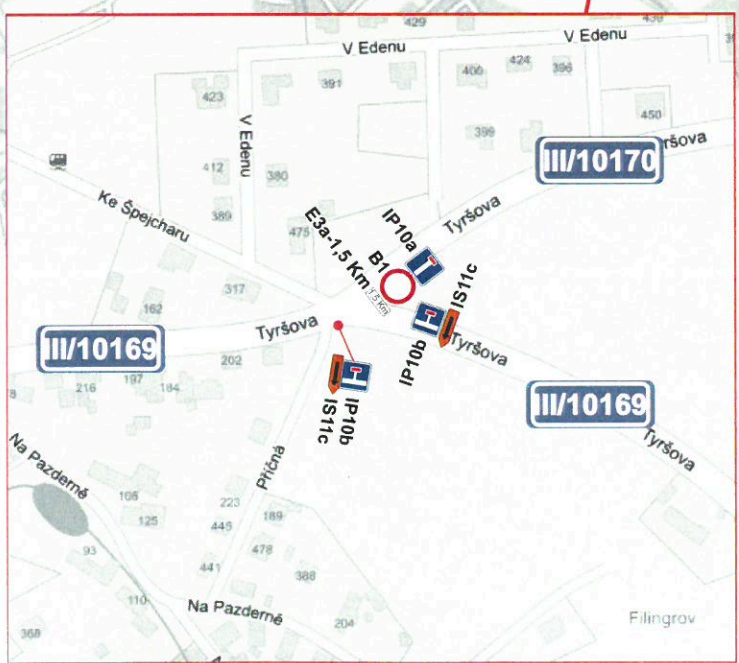 429
430
V Edenu
V Edenu
391
400
424
396
423
V Edenu
399
450
III/10170
Tyršova
412
380
Ke Špejcharu
389
475
Tyršova
IP10a
B1
E3a-1,5 Km
1,5 Km
317
IS11c
162
Tyršova
IP10b
Tyršova
III/10169
202
216
197
184
IP10b
IS11c
III/10169
Tyršova
Na Pazderně
Příčná
106
125
223
446
189
93
478
441
388
110
Na Pazderně
204
368
Filingrov